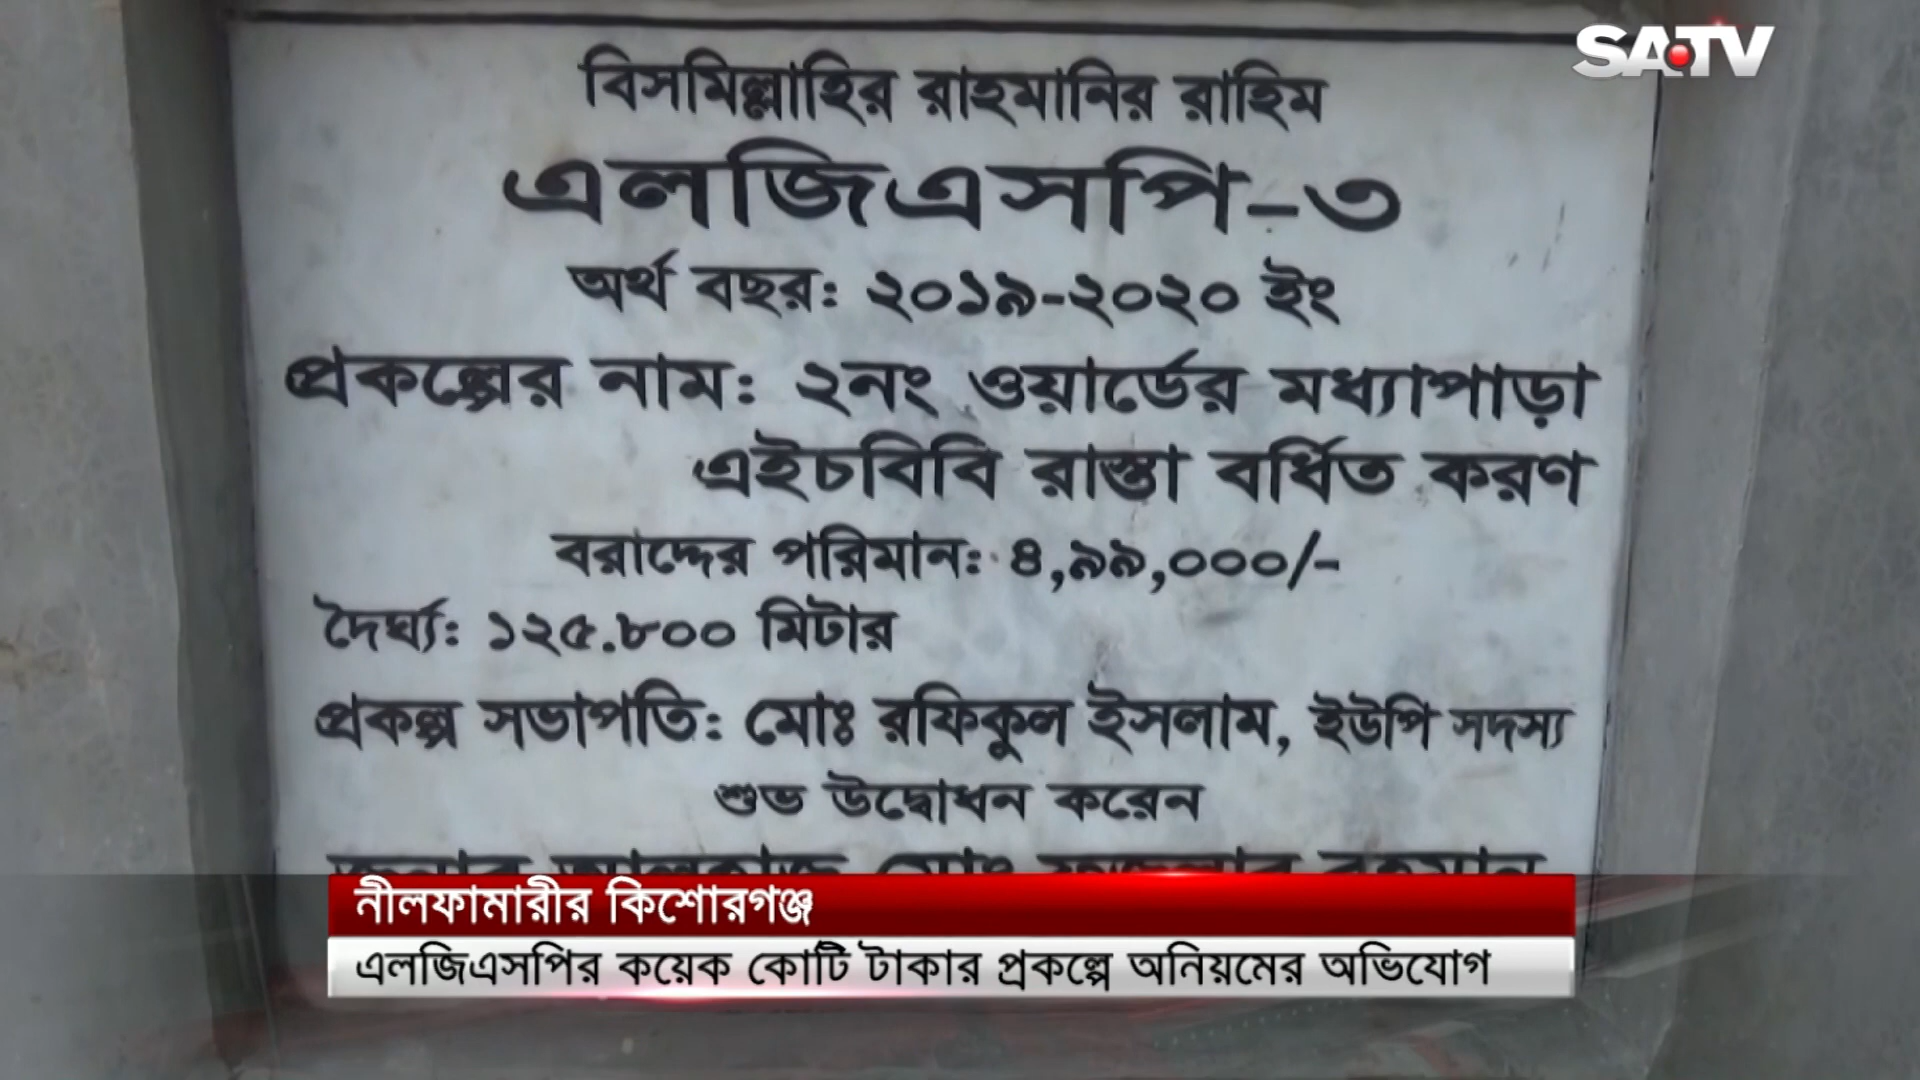 SATV
বিসমিল্লাহির রাহমানির রাহিম
এলজিএসপি-৩
অর্থ বছর: ২০১৯-২০২০ ইং
প্রকল্পের নাম: ২নং ওয়ার্ডের মধ্যাপাড়া
এইচবিবি রাস্তা বর্ধিত করণ
বরাদ্দের পরিমান: ৪,৯৯,০০০/-
দৈর্ঘ্য: ১২৫.৮০০ মিটার
প্রকল্প সভাপতি: মোঃ রফিকুল ইসলাম, ইউপি সদস্য
শুভ উদ্বোধন করেন
নীলফামারীর কিশোরগঞ্জ
এলজিএসপির কয়েক কোটি টাকার প্রকল্পে অনিয়মের অভিযোগ